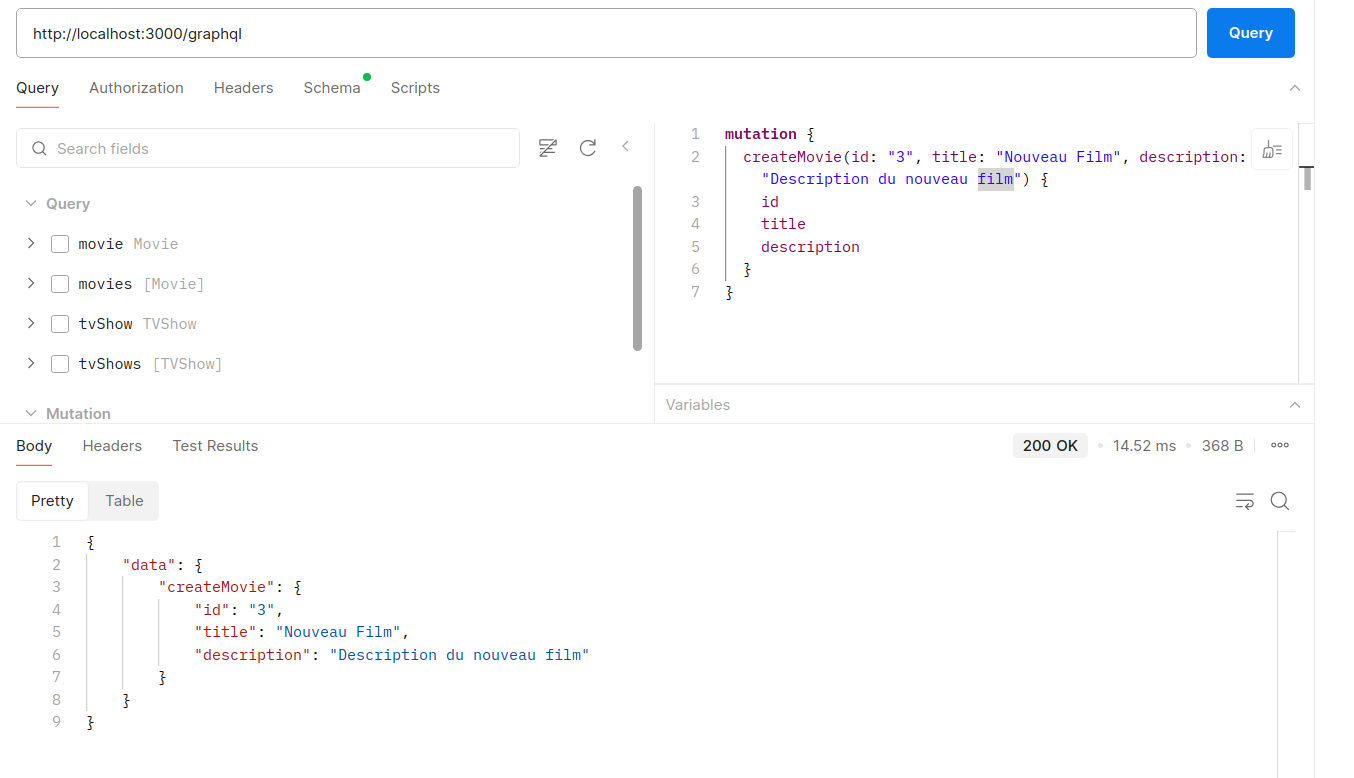 http://localhost:3000/graphql
Query
Query Authorization Headers Schema Scripts
Search fields
Query
movie Movie
movies [Movie]
tvShow TVShow
tvShows [TVShow]
Mutation
1 mutation {
2 createMovie(id: "3", title: "Nouveau Film", description:
"Description du nouveau film") {
3 id
4 title
5 description
6 }
7 }
Variables
Body Headers Test Results
200 OK 14.52 ms 368 B
Pretty Table
1 {
2 "data": {
3 "createMovie": {
4 "id": "3",
5 "title": "Nouveau Film",
6 "description": "Description du nouveau film"
7 }
8 }
9 }